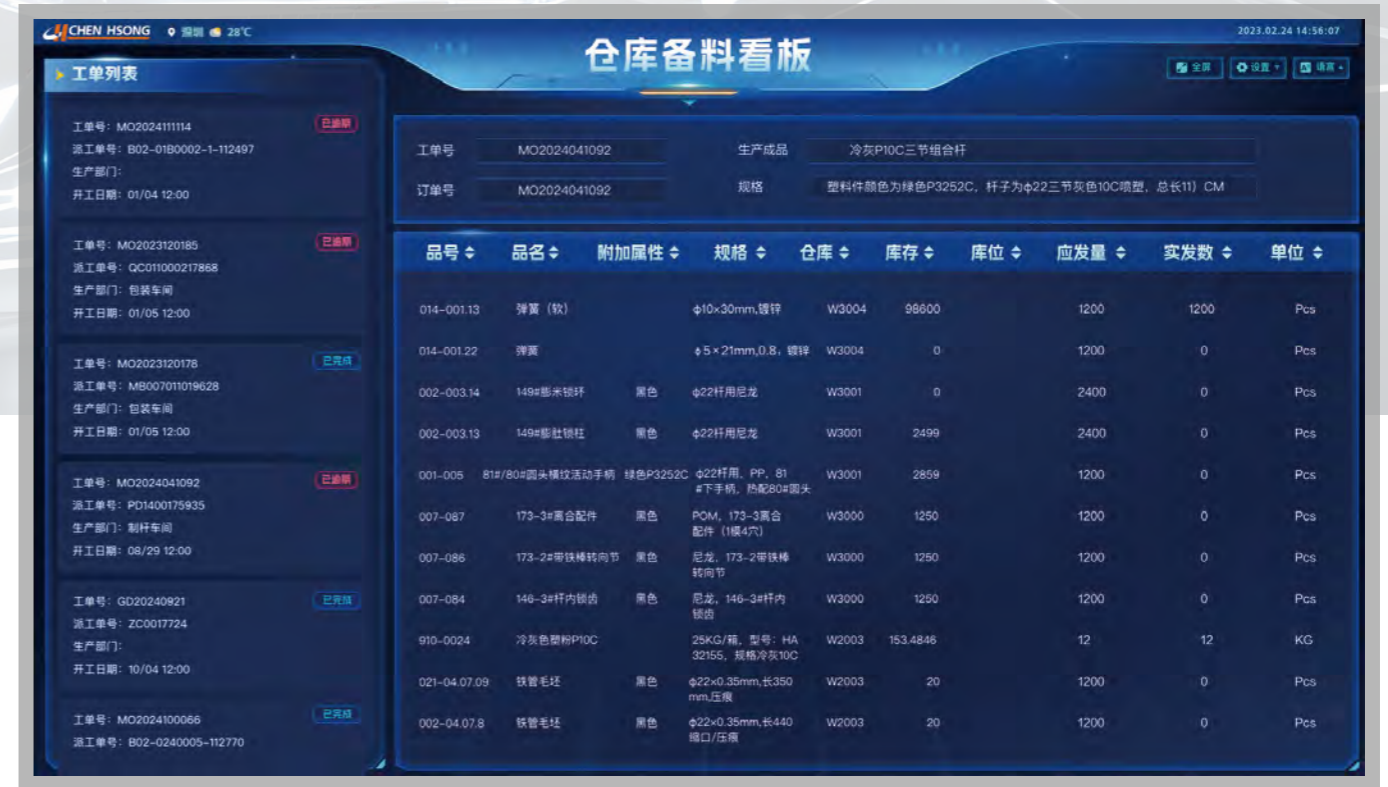 CHEN HSONG 深圳 28℃
仓库备料看板
2023.02.24 14:56:07
全屏 设置 语言
工单列表
工单号：MO2024111114 已逾期
派工单号：B02-01B0002-1-112497
生产部门：
开工日期：01/04 12:00
工单号：MO2023120185 已逾期
派工单号：QC011000217868
生产部门：包装车间
开工日期：01/05 12:00
工单号：MO2023120178 已完成
派工单号：MB007011019628
生产部门：包装车间
开工日期：01/05 12:00
工单号：MO2024041092 已逾期
派工单号：PD1400175935
生产部门：制杆车间
开工日期：08/29 12:00
工单号：GD20240921 已完成
派工单号：ZC0017724
生产部门：
开工日期：10/04 12:00
工单号：MO2024100066 已完成
派工单号：B02-0240005-112770
工单号 MO2024041092 生产成品 冷灰P10C三节组合杆
订单号 MO2024041092 规格 塑料件颜色为绿色P3252C，杆子为φ22三节灰色10C喷塑，总长11）CM
品号 品名 附加属性 规格 仓库 库存 库位 应发量 实发数 单位
014-001.13 弹簧（软） φ10×30mm,镀锌 W3004 98600 1200 1200 Pcs
014-001.22 弹簧 φ5×21mm,0.8，镀锌 W3004 0 1200 0 Pcs
002-003.14 149#膨米锁环 黑色 φ22杆用尼龙 W3001 0 2400 0 Pcs
002-003.13 149#膨肚锁柱 黑色 φ22杆用尼龙 W3001 2499 2400 0 Pcs
001-005 81#/80#圆头横纹活动手柄 绿色P3252C φ22杆用，PP，81 W3001 2859 1200 0 Pcs
#下手柄，热配80#圆头
007-087 173-3#离合配件 黑色 POM，173-3离合 W3000 1250 1200 0 Pcs
配件（1模4穴）
007-086 173-2#带铁棒转向节 黑色 尼龙，173-2带铁棒 W3000 1250 1200 0 Pcs
转向节
007-084 146-3#杆内锁齿 黑色 尼龙，146-3#杆内 W3000 1250 1200 0 Pcs
锁齿
910-0024 冷灰色塑粉P10C 25KG/箱，型号：HA W2003 153.4846 12 12 KG
32155，规格冷灰10C
021-04.07.09 铁管毛坯 黑色 φ22×0.35mm,长350 W2003 20 1200 0 Pcs
mm,压痕
002-04.07.8 铁管毛坯 黑色 φ22×0.35mm,长440 W2003 20 1200 0 Pcs
缩口/压痕